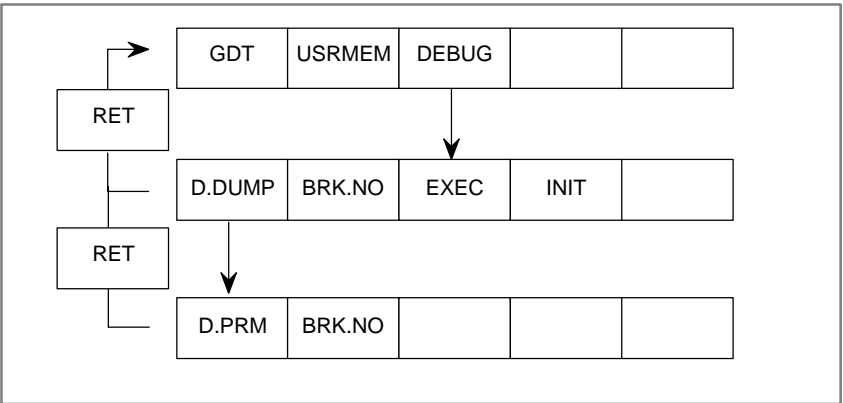 GDT USRMEM DEBUG
RET
D.DUMP BRK.NO EXEC INIT
RET
D.PRM BRK.NO